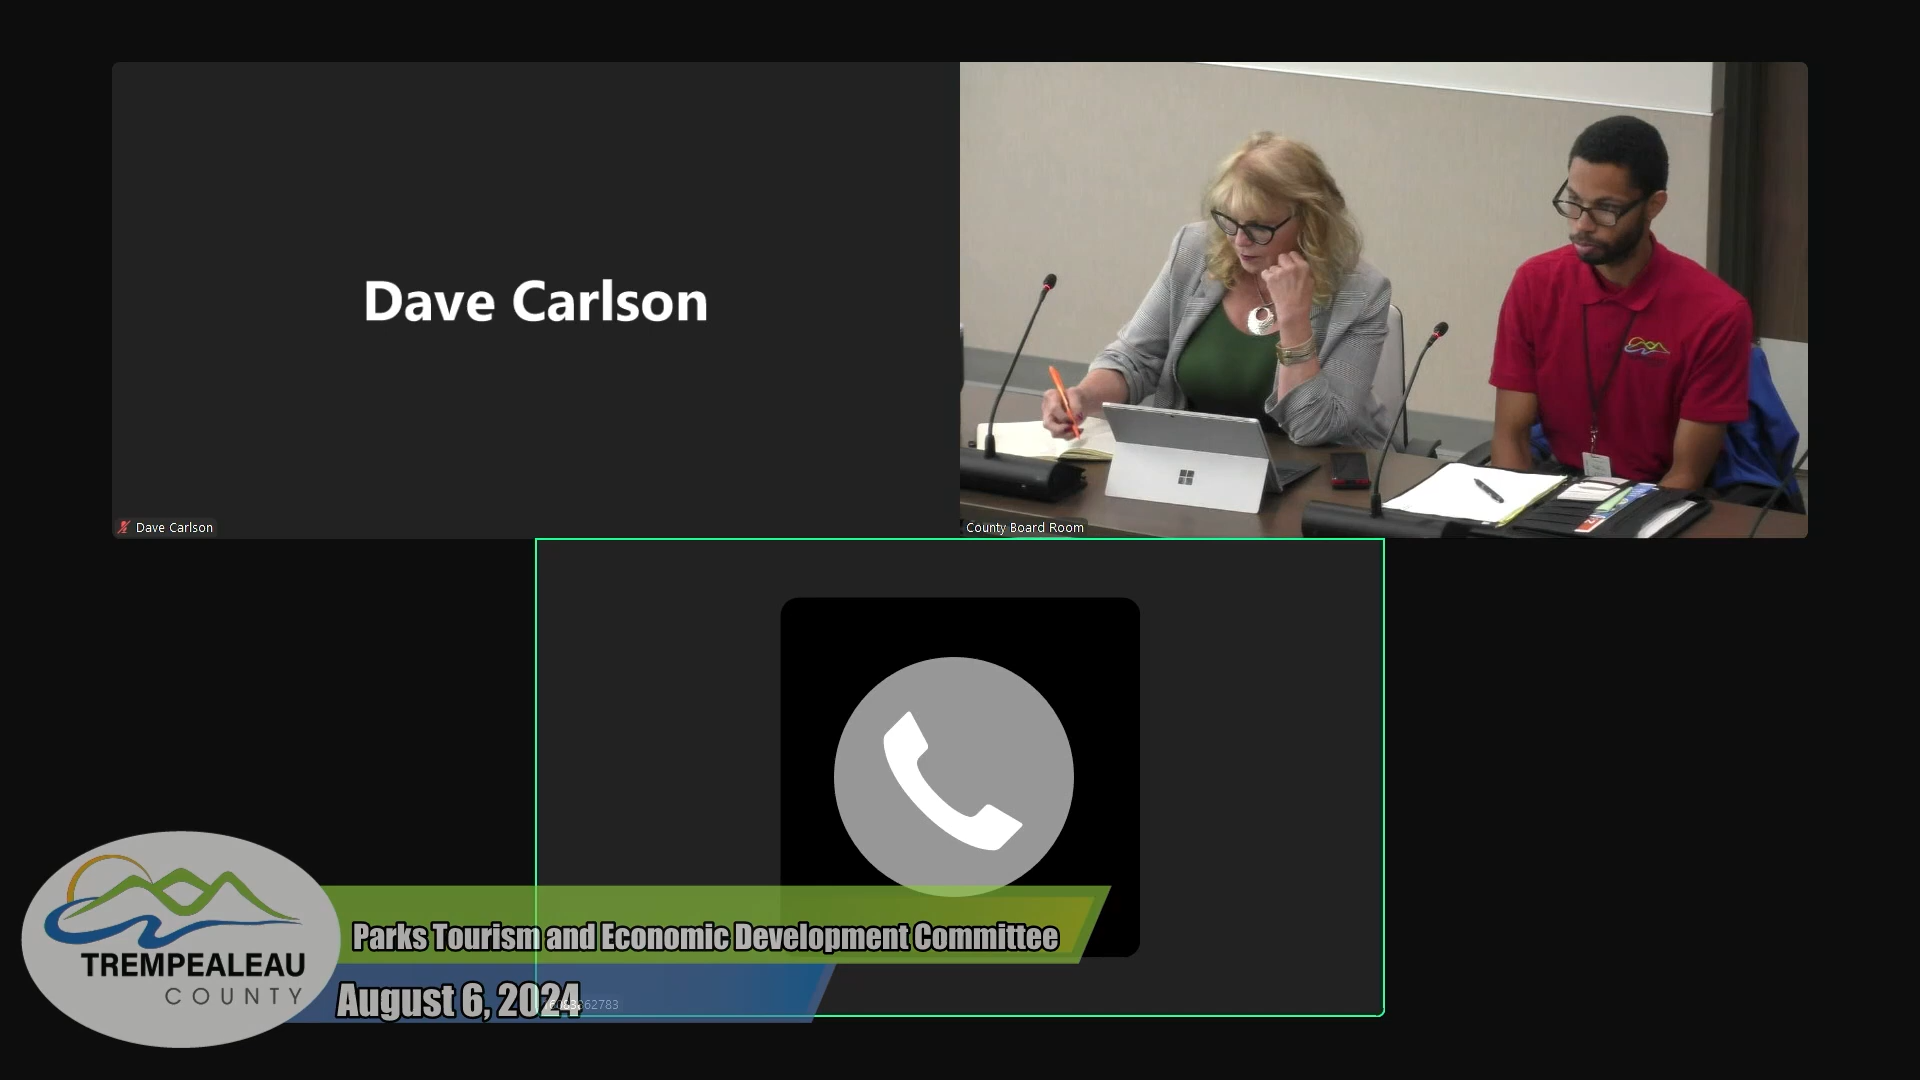 Dave Carlson
Dave Carlson
County Board Room
TREMPEALEAU
COUNTY
Parks Tourism and Economic Development Committee
August 6, 2024